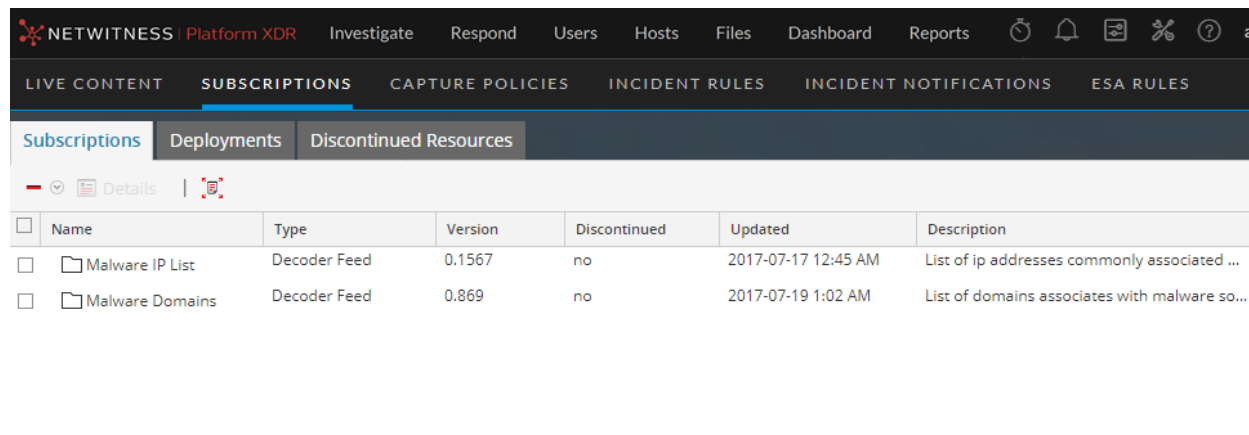 NETWITNESS | Platform XDR Investigate Respond Users Hosts Files Dashboard Reports
LIVE CONTENT SUBSCRIPTIONS CAPTURE POLICIES INCIDENT RULES INCIDENT NOTIFICATIONS ESA RULES
Subscriptions Deployments Discontinued Resources
Details
Name Type Version Discontinued Updated Description
Malware IP List Decoder Feed 0.1567 no 2017-07-17 12:45 AM List of ip addresses commonly associated ...
Malware Domains Decoder Feed 0.869 no 2017-07-19 1:02 AM List of domains associates with malware so...